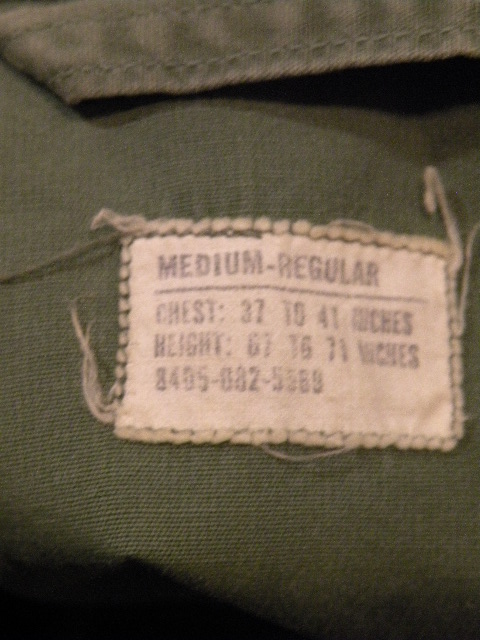 MEDIUM-REGULAR
CHEST: 37 TO 41 INCHES
HEIGHT: 67 TO 71 INCHES
8405-082-5569